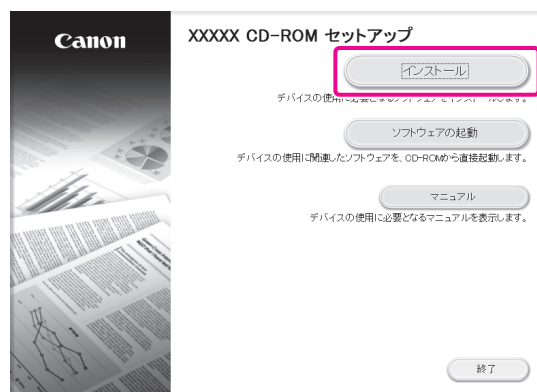 Canon
XXXXX CD-ROM セットアップ
インストール
デバイスの使用に必要となるソフトウェアをインストールします。
ソフトウェアの起動
デバイスの使用に関連したソフトウェアを、CD-ROMから直接起動します。
マニュアル
デバイスの使用に必要となるマニュアルを表示します。
終了